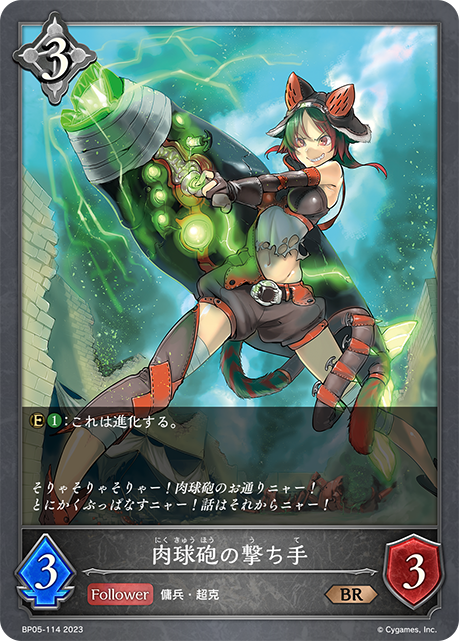 3
E 1：これは進化する。
そりゃそりゃそりゃー！肉球砲のお通りニャー！
とにかくぶっぱなすニャー！話はそれからニャー！
にくきゅうほう う て
肉球砲の撃ち手
3
Follower 傭兵・超克
BR
3
BP05-114 2023
© Cygames, Inc.